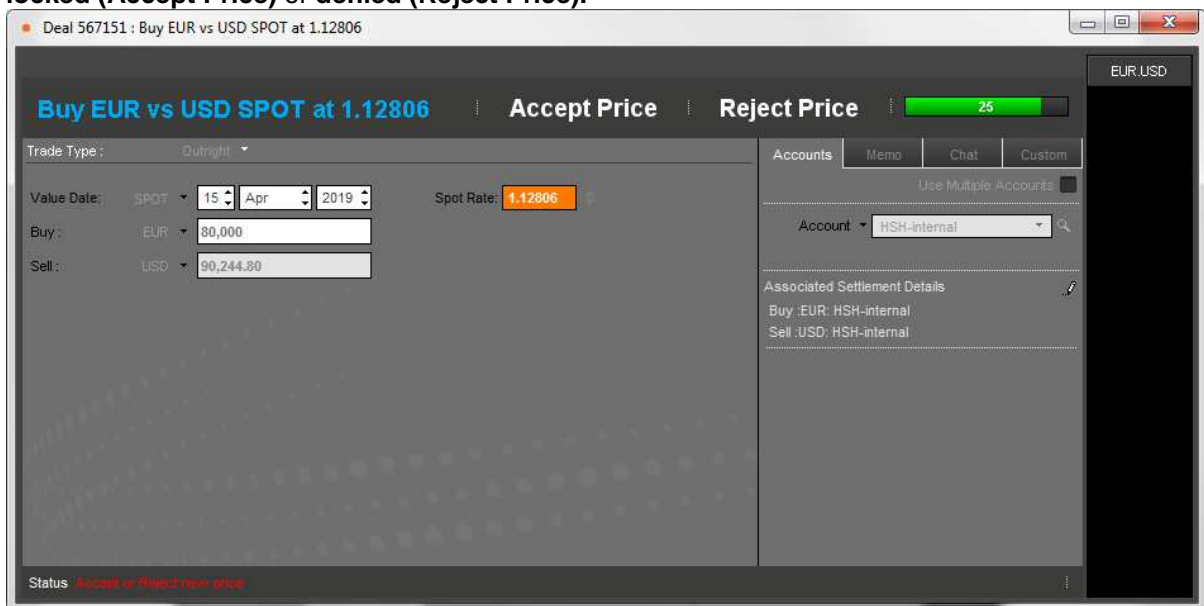 locked (Accept Price) or denied (Reject Price).
Deal 567151 : Buy EUR vs USD SPOT at 1.12806
EUR.USD
Buy EUR vs USD SPOT at 1.12806 Accept Price Reject Price 25
Trade Type : Outright
Accounts Memo Chat Custom
Use Multiple Accounts
Value Date: SPOT 15 Apr 2019 Spot Rate: 1.12806
Account HSH-internal
Buy : EUR 80,000
Sell : USD 90,244.80
Associated Settlement Details
Buy :EUR: HSH-internal
Sell :USD: HSH-internal
Status Accept or Reject new price